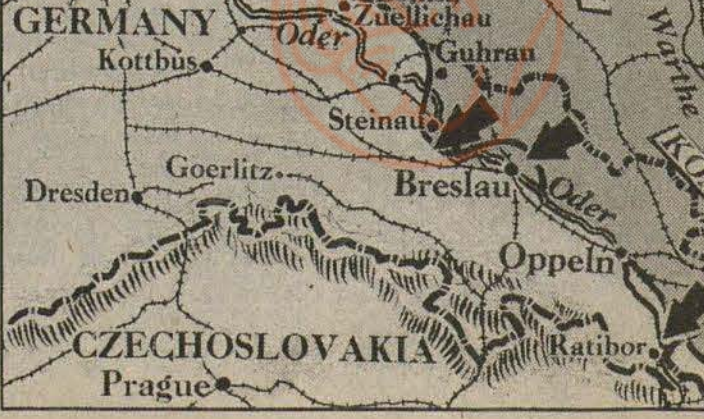 GERMANY
Zuellichau
Oder
Kottbus
Guhrau
Warthe
Steinau
Goerlitz
Breslau
Dresden
Oder
Oppeln
CZECHOSLOVAKIA
Ratibor
Prague